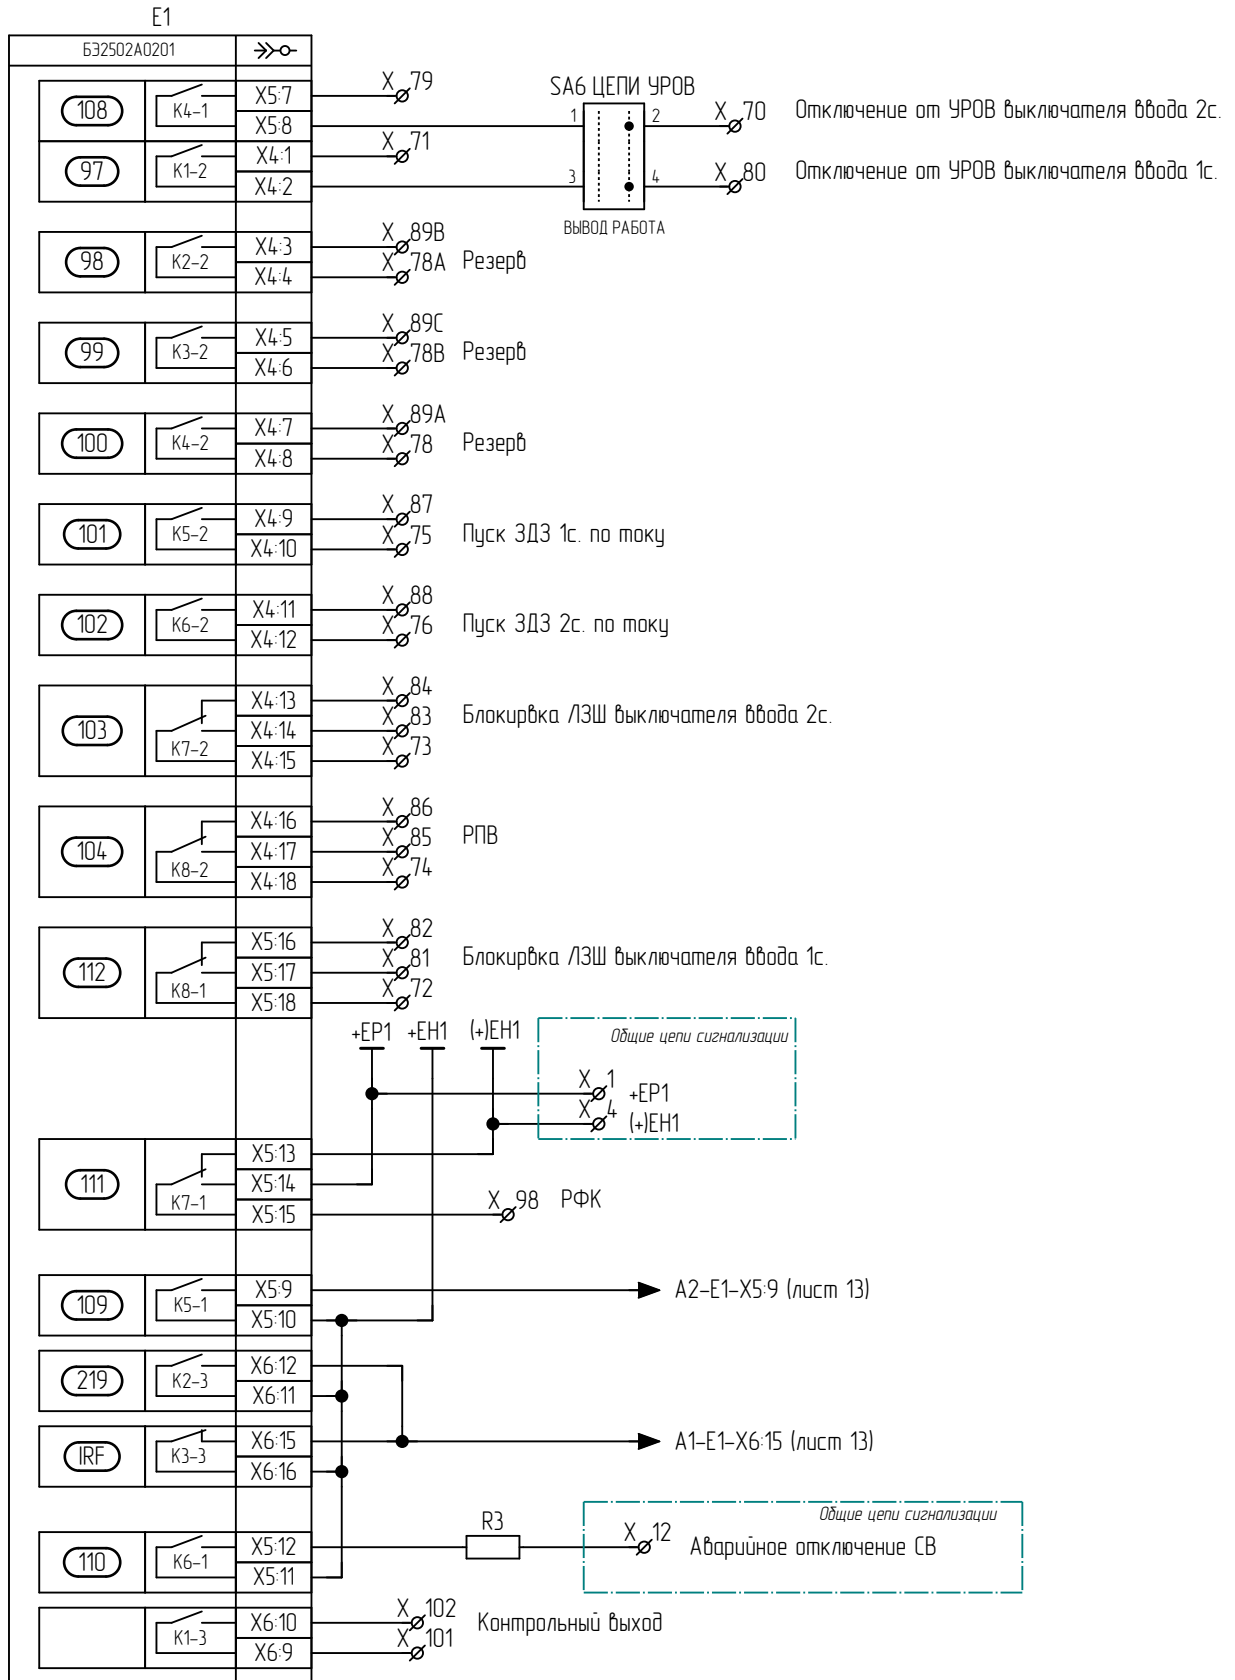 E1
БЭ2502А0201
108 K4-1 X5:7 X 79
SA6 ЦЕПИ УРОВ
X5:8 1 2 X 70 Отключение от УРОВ выключателя ввода 2с.
97 K1-2 X4:1 X 71
X4:2 3 4 X 80 Отключение от УРОВ выключателя ввода 1с.
ВЫВОД РАБОТА
98 K2-2 X4:3 X 89B
X4:4 X 78A Резерв
99 K3-2 X4:5 X 89C
X4:6 X 78B Резерв
100 K4-2 X4:7 X 89A
X4:8 X 78 Резерв
101 K5-2 X4:9 X 87
X4:10 X 75 Пуск ЗДЗ 1с. по току
102 K6-2 X4:11 X 88
X4:12 X 76 Пуск ЗДЗ 2с. по току
103 K7-2 X4:13 X 84
X4:14 X 83 Блокирвка ЛЗШ выключателя ввода 2с.
X4:15 X 73
104 K8-2 X4:16 X 86
X4:17 X 85 РПВ
X4:18 X 74
112 K8-1 X5:16 X 82
X5:17 X 81 Блокирвка ЛЗШ выключателя ввода 1с.
X5:18 X 72
+EP1 +EH1 (+)EH1
Общие цепи сигнализации
X 1 +EP1
X 4 (+)EH1
111 K7-1 X5:13
X5:14
X5:15 X 98 РФК
109 K5-1 X5:9 A2-E1-X5:9 (лист 13)
X5:10
219 K2-3 X6:12
X6:11
IRF K3-3 X6:15 A1-E1-X6:15 (лист 13)
X6:16
Общие цепи сигнализации
110 K6-1 X5:12 R3 X 12 Аварийное отключение СВ
X5:11
K1-3 X6:10 X 102 Контрольный выход
X6:9 X 101